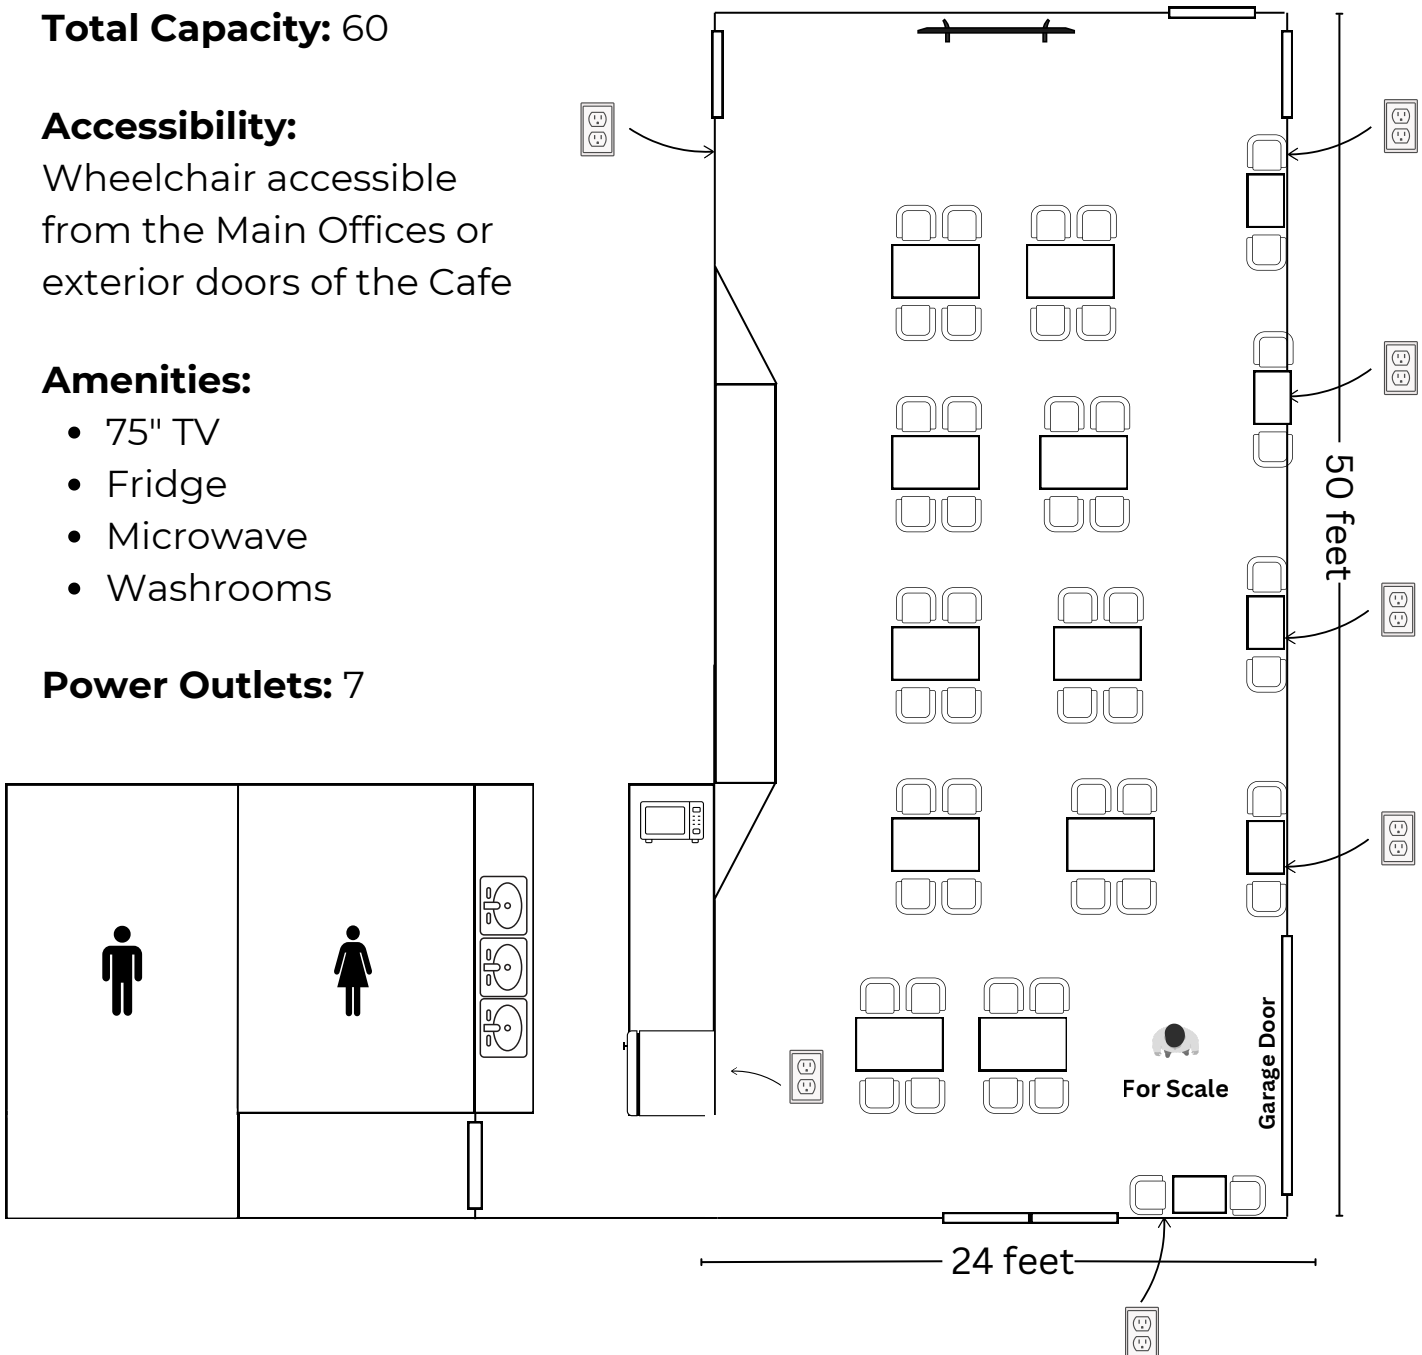 Total Capacity: 60
Accessibility:
Wheelchair accessible
from the Main Offices or
exterior doors of the Cafe
Amenities:
• 75" TV
• Fridge
• Microwave
• Washrooms
Power Outlets: 7
50 feet
For Scale
Garage Door
24 feet